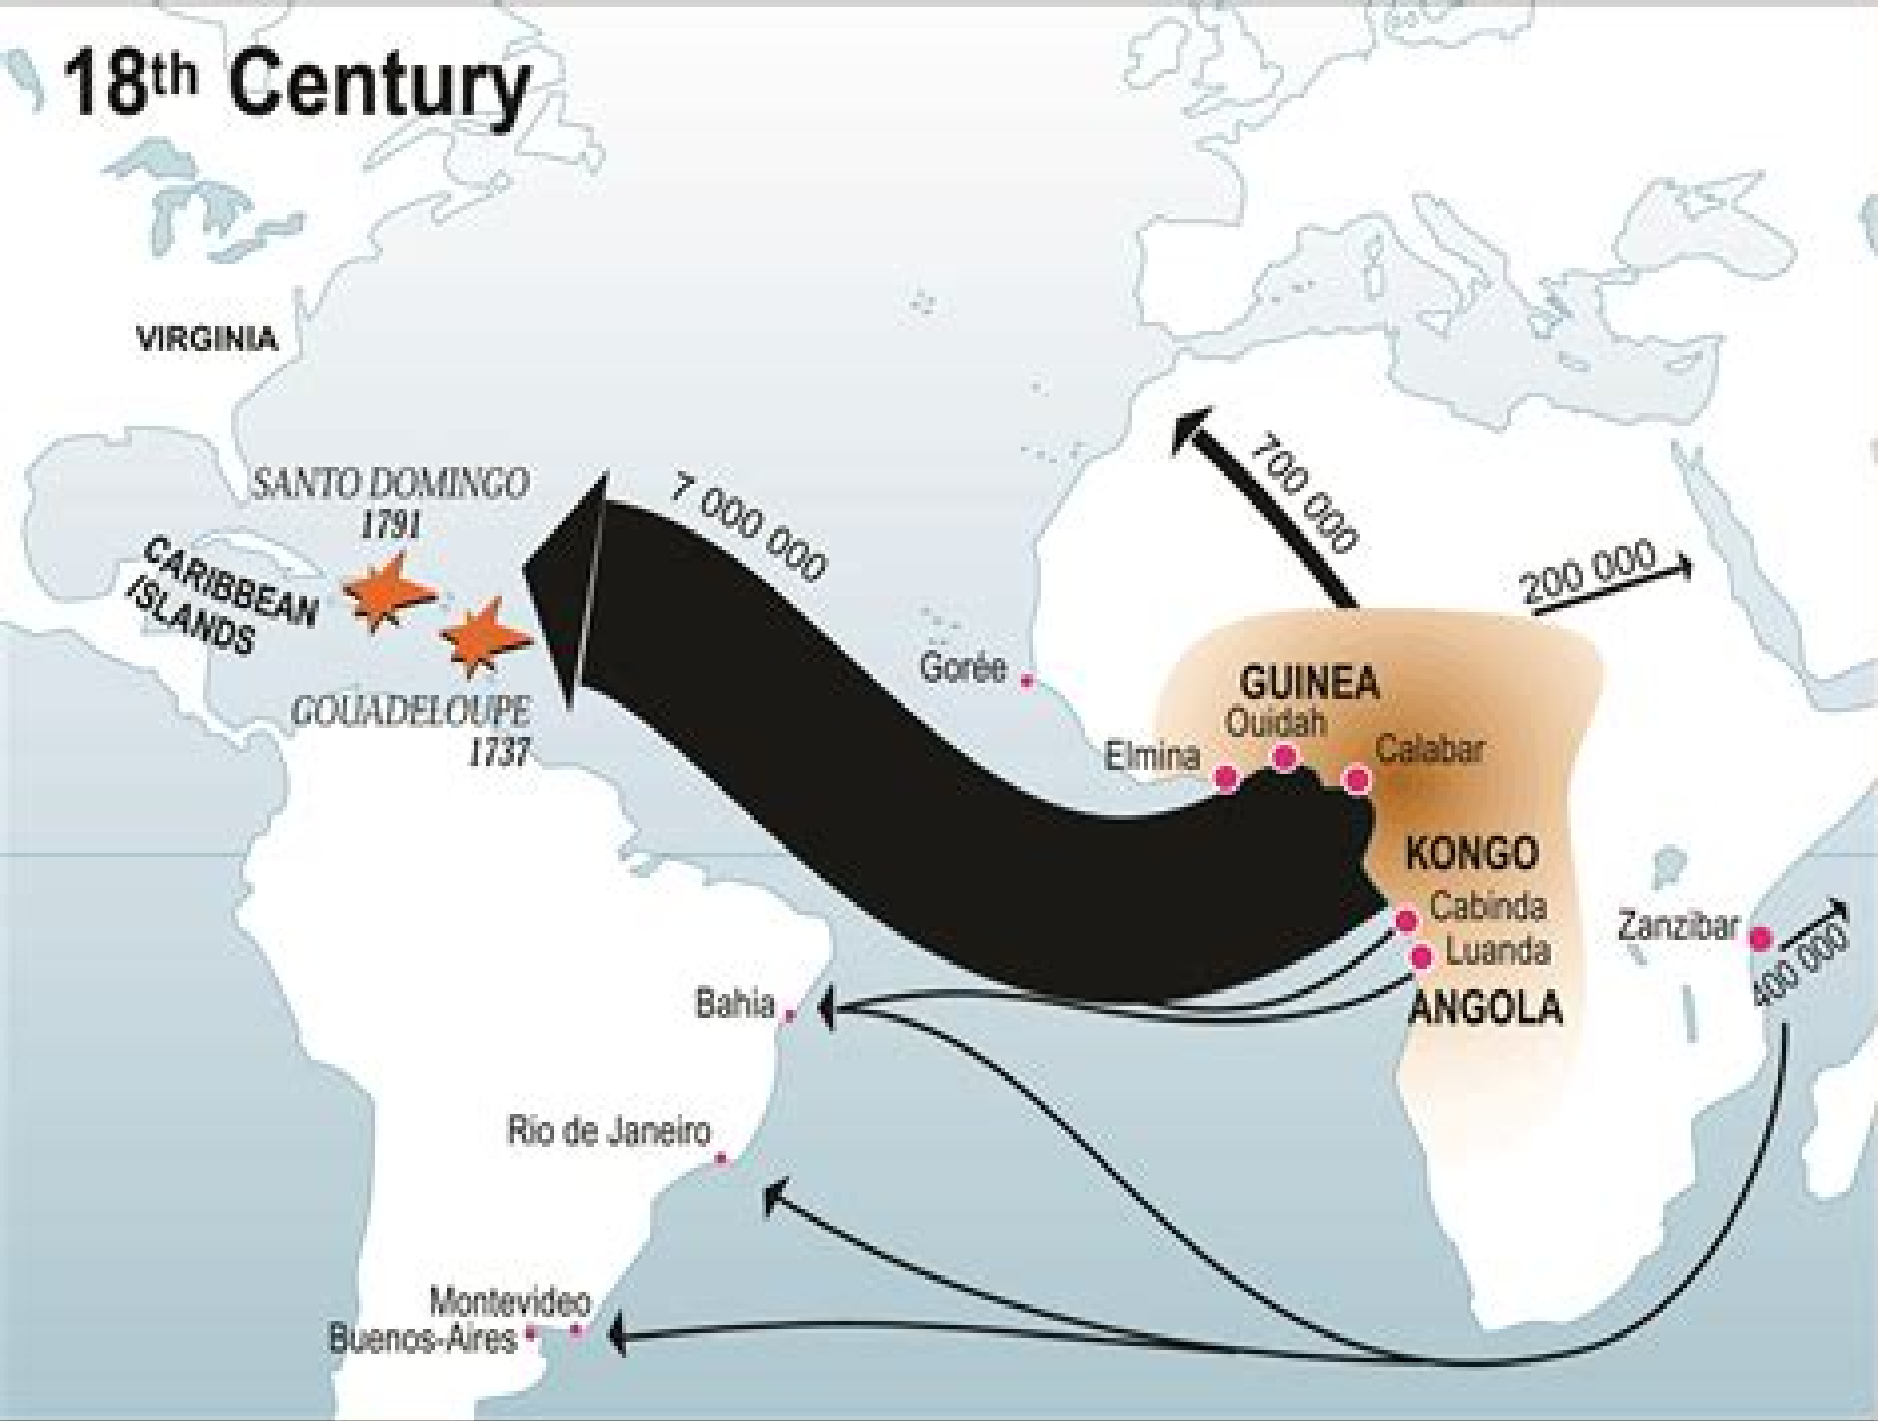 18th Century
VIRGINIA
SANTO DOMINGO
1791
CARIBBEAN
ISLANDS
GOUADELOUPE
1737
7 000 000
700 000
200 000
Gorée
GUINEA
Ouidah
Elmina
Calabar
KONGO
Cabinda
Luanda
ANGOLA
Zanzibar
400 000
Bahia
Rio de Janeiro
Montevideo
Buenos-Aires